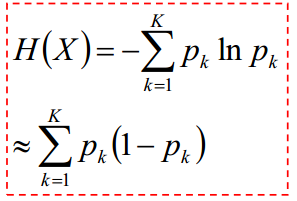 H(X) = −∑_{k=1}^{K} p_k ln p_k
≈ ∑_{k=1}^{K} p_k(1 − p_k)